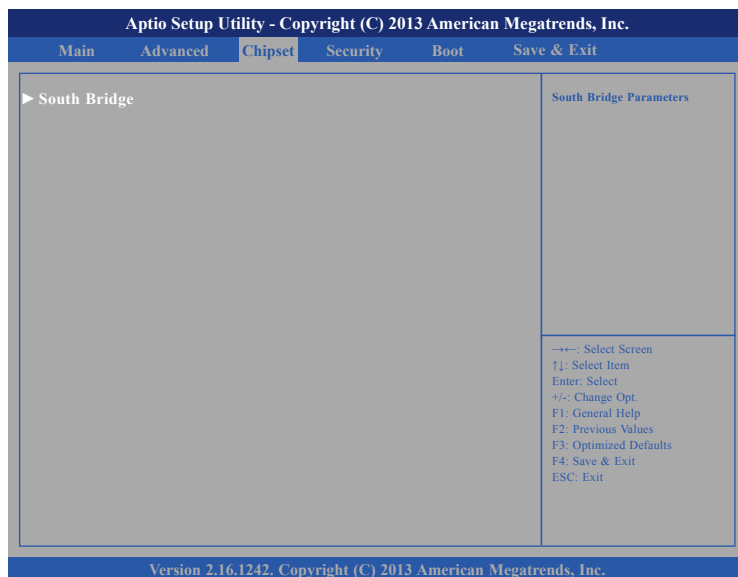 Aptio Setup Utility - Copyright (C) 2013 American Megatrends, Inc.
Main Advanced Chipset Security Boot Save & Exit
► South Bridge
South Bridge Parameters
→←: Select Screen
↑↓: Select Item
Enter: Select
+/-: Change Opt.
F1: General Help
F2: Previous Values
F3: Optimized Defaults
F4: Save & Exit
ESC: Exit
Version 2.16.1242. Copyright (C) 2013 American Megatrends, Inc.